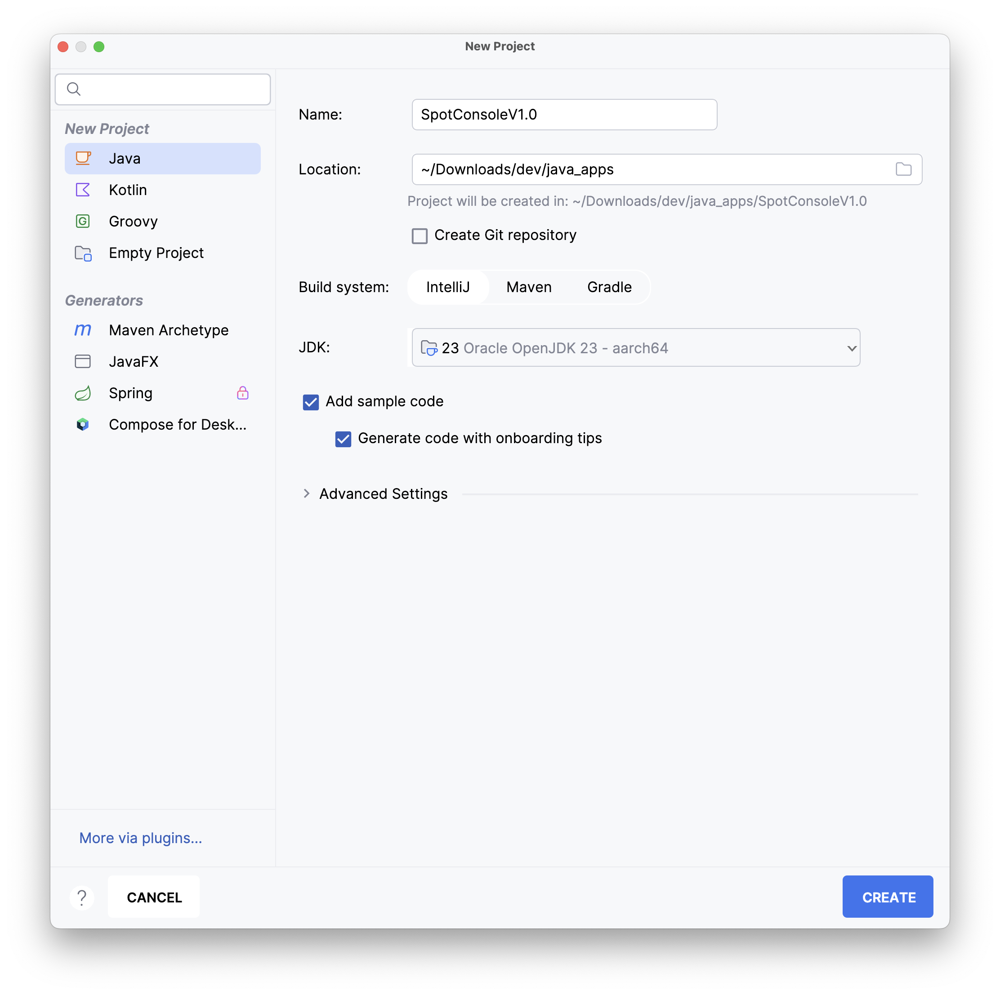 New Project
New Project
Java
Kotlin
G Groovy
Empty Project
Generators
m Maven Archetype
JavaFX
Spring
Compose for Desk...
More via plugins...
Name: SpotConsoleV1.0
Location: ~/Downloads/dev/java_apps
Project will be created in: ~/Downloads/dev/java_apps/SpotConsoleV1.0
Create Git repository
Build system: IntelliJ Maven Gradle
JDK: 23 Oracle OpenJDK 23 - aarch64
Add sample code
Generate code with onboarding tips
Advanced Settings
? CANCEL CREATE